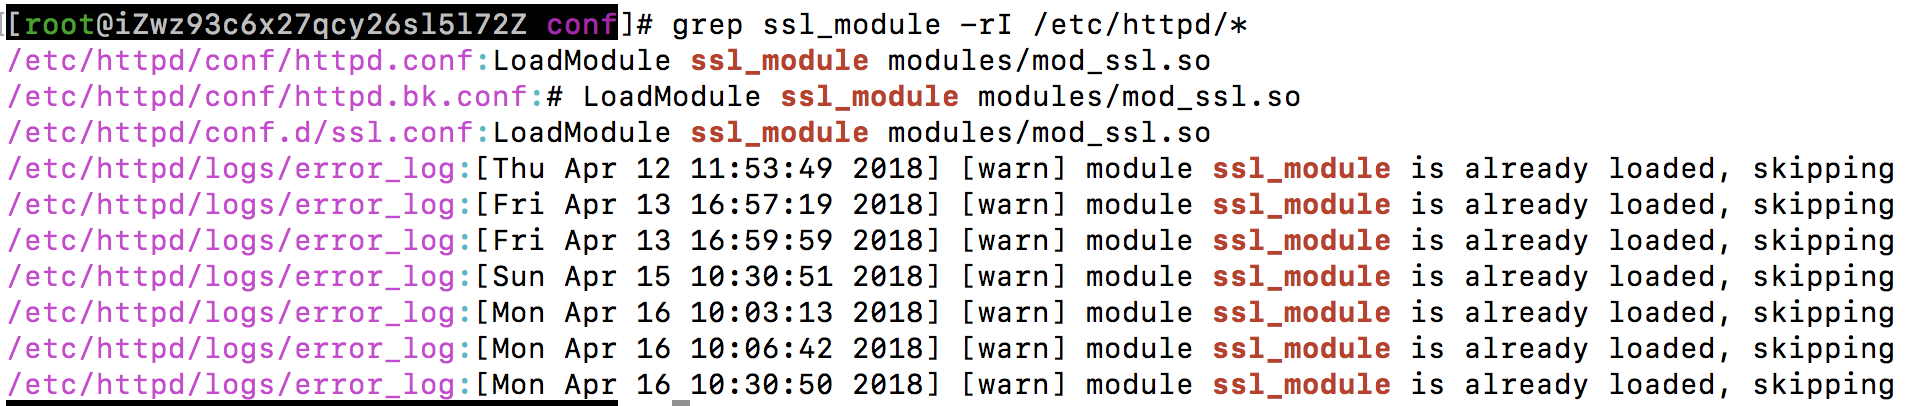 [root@iZwz93c6x27qcy26sl5l72Z conf]# grep ssl_module -rI /etc/httpd/*
/etc/httpd/conf/httpd.conf:LoadModule ssl_module modules/mod_ssl.so
/etc/httpd/conf/httpd.bk.conf:# LoadModule ssl_module modules/mod_ssl.so
/etc/httpd/conf.d/ssl.conf:LoadModule ssl_module modules/mod_ssl.so
/etc/httpd/logs/error_log:[Thu Apr 12 11:53:49 2018] [warn] module ssl_module is already loaded, skipping
/etc/httpd/logs/error_log:[Fri Apr 13 16:57:19 2018] [warn] module ssl_module is already loaded, skipping
/etc/httpd/logs/error_log:[Fri Apr 13 16:59:59 2018] [warn] module ssl_module is already loaded, skipping
/etc/httpd/logs/error_log:[Sun Apr 15 10:30:51 2018] [warn] module ssl_module is already loaded, skipping
/etc/httpd/logs/error_log:[Mon Apr 16 10:03:13 2018] [warn] module ssl_module is already loaded, skipping
/etc/httpd/logs/error_log:[Mon Apr 16 10:06:42 2018] [warn] module ssl_module is already loaded, skipping
/etc/httpd/logs/error_log:[Mon Apr 16 10:30:50 2018] [warn] module ssl_module is already loaded, skipping